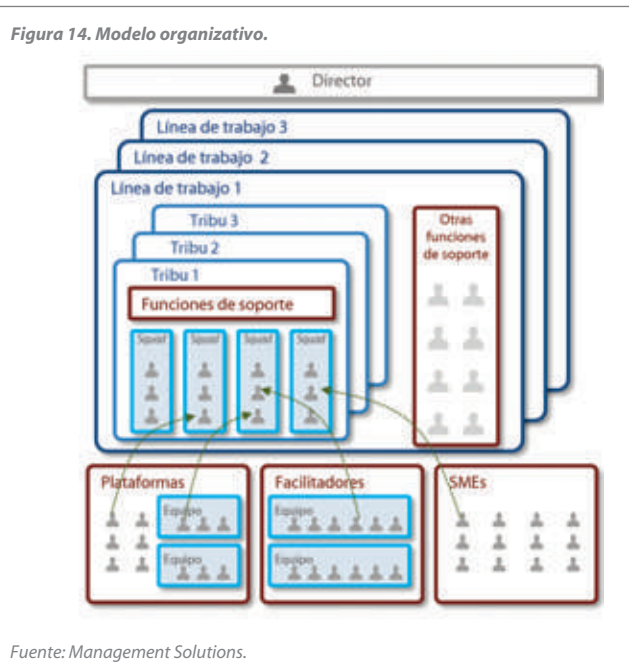 Figura 14. Modelo organizativo.
Director
Línea de trabajo 3
Línea de trabajo 2
Línea de trabajo 1
Tribu 3
Tribu 2
Tribu 1
Funciones de soporte
Squad
Squad
Squad
Squad
Otras
funciones
de soporte
Plataformas
Equipo
Equipo
Facilitadores
Equipo
Equipo
SMEs
Fuente: Management Solutions.